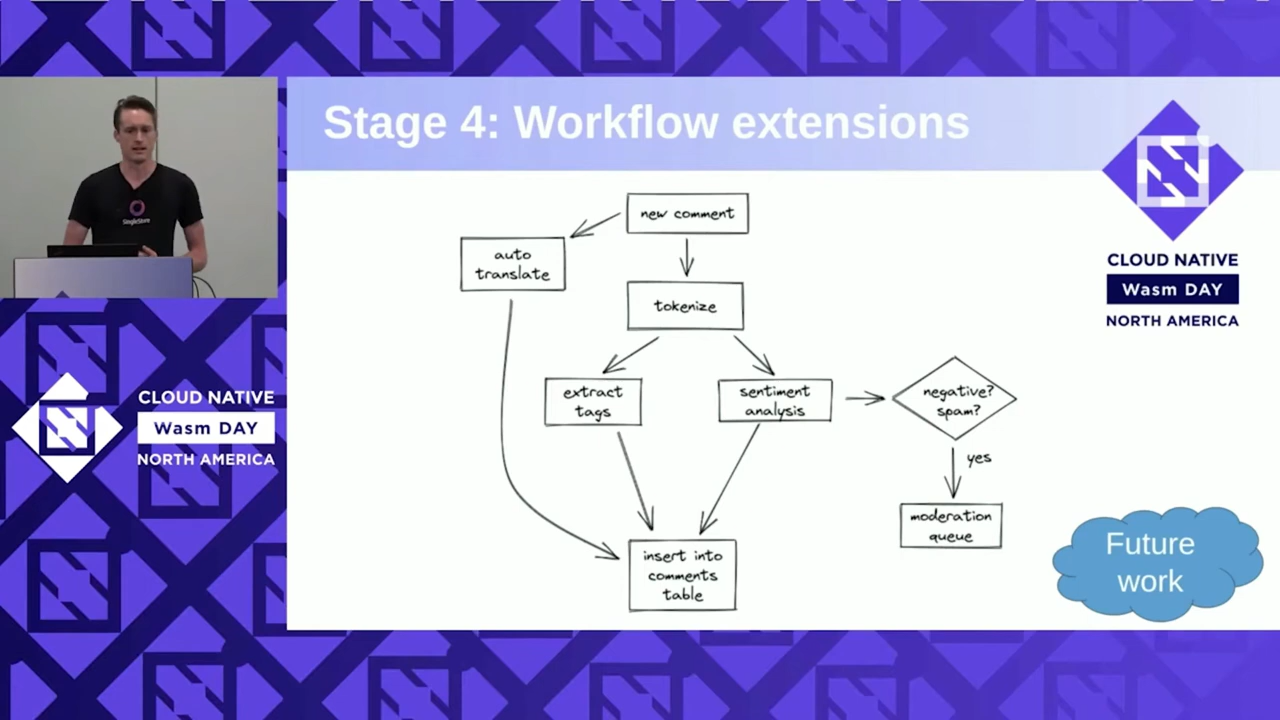 Stage 4: Workflow extensions
new comment
auto
translate
tokenize
extract
tags
sentiment
analysis
negative?
spam?
yes
moderation
queue
insert into
comments
table
Future
work
CLOUD NATIVE
Wasm DAY
NORTH AMERICA
SingleStore
CLOUD NATIVE
Wasm DAY
NORTH AMERICA